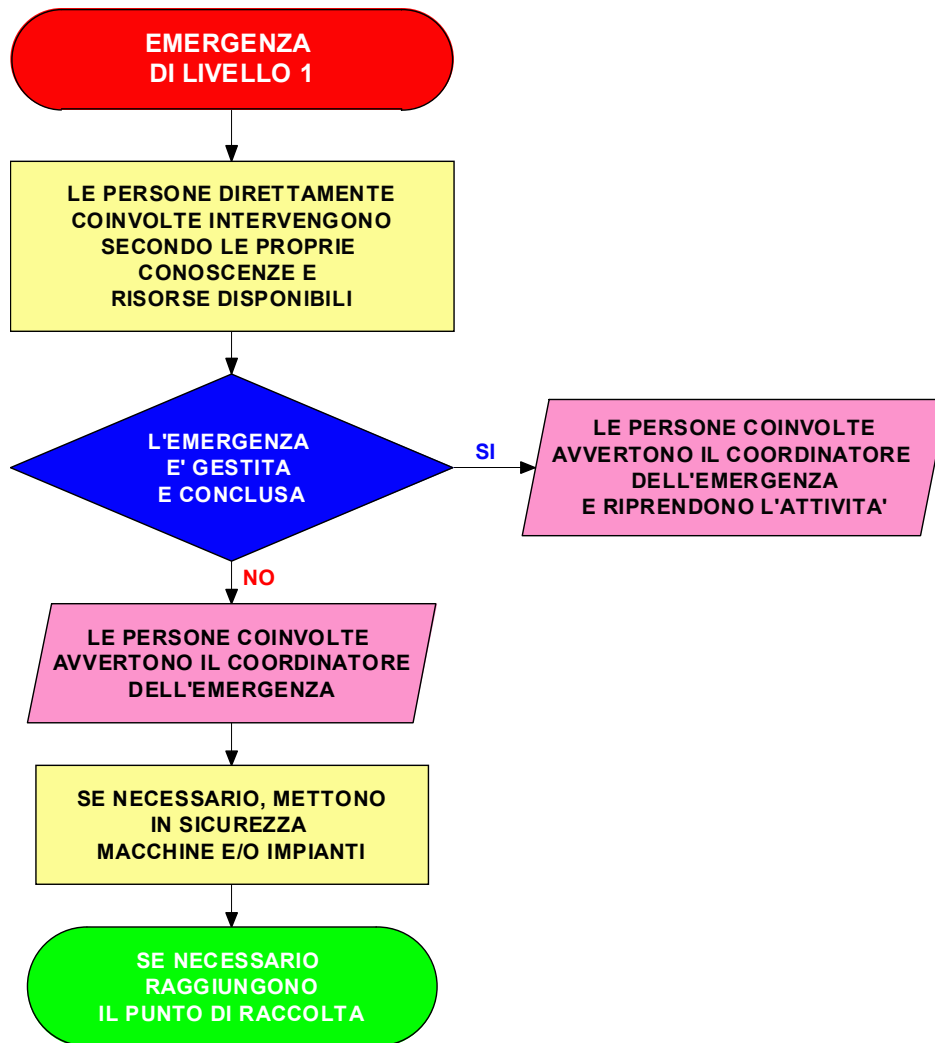 EMERGENZA
DI LIVELLO 1
LE PERSONE DIRETTAMENTE
COINVOLTE INTERVENGONO
SECONDO LE PROPRIE
CONOSCENZE E
RISORSE DISPONIBILI
L'EMERGENZA
E' GESTITA
E CONCLUSA
SI
LE PERSONE COINVOLTE
AVVERTONO IL COORDINATORE
DELL'EMERGENZA
E RIPRENDONO L'ATTIVITA'
NO
LE PERSONE COINVOLTE
AVVERTONO IL COORDINATORE
DELL'EMERGENZA
SE NECESSARIO, METTONO
IN SICUREZZA
MACCHINE E/O IMPIANTI
SE NECESSARIO
RAGGIUNGONO
IL PUNTO DI RACCOLTA